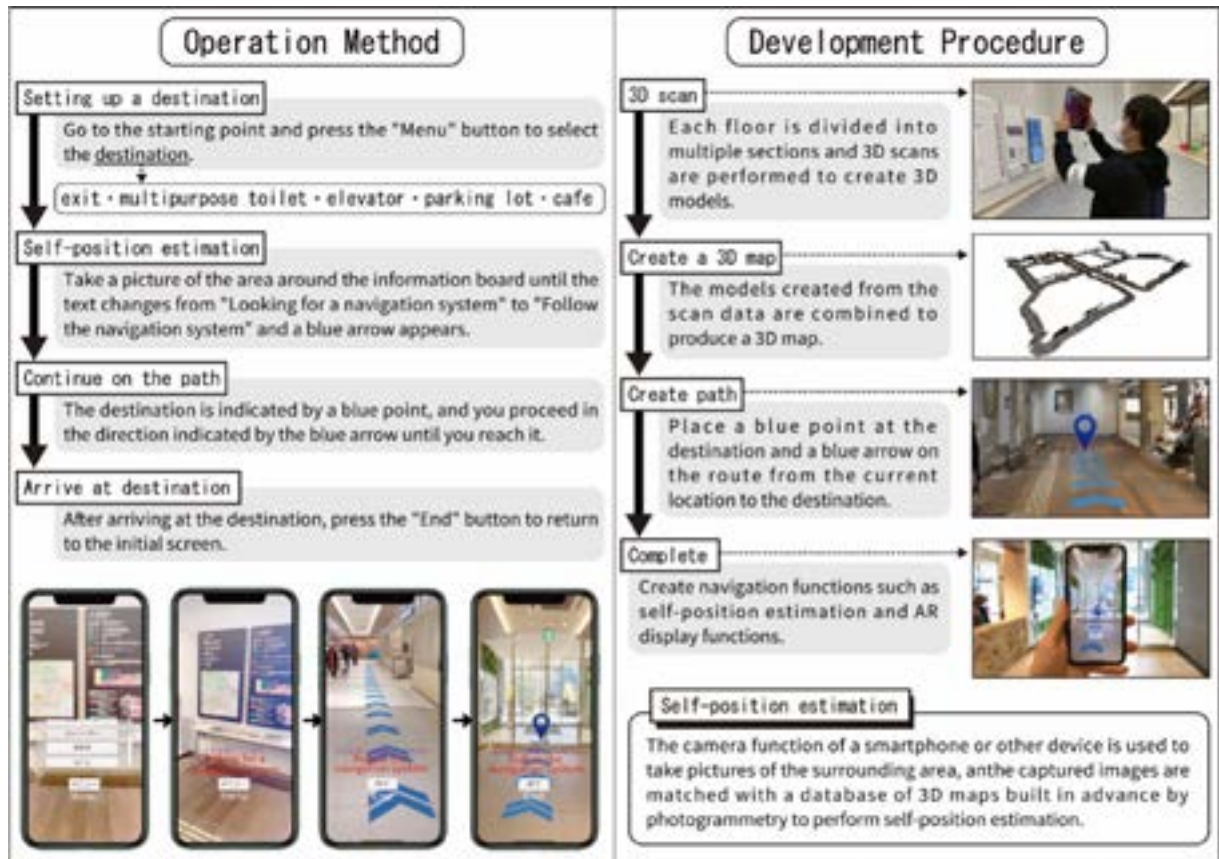 Operation Method
Setting up a destination
Go to the starting point and press the "Menu" button to select
the destination.
exit・multipurpose toilet・elevator・parking lot・cafe
Self-position estimation
Take a picture of the area around the information board until the
text changes from "Looking for a navigation system" to "Follow
the navigation system" and a blue arrow appears.
Continue on the path
The destination is indicated by a blue point, and you proceed in
the direction indicated by the blue arrow until you reach it.
Arrive at destination
After arriving at the destination, press the "End" button to return
to the initial screen.
Development Procedure
3D scan
Each floor is divided into
multiple sections and 3D scans
are performed to create 3D
models.
Create a 3D map
The models created from the
scan data are combined to
produce a 3D map.
Create path
Place a blue point at the
destination and a blue arrow on
the route from the current
location to the destination.
Complete
Create navigation functions such as
self-position estimation and AR
display functions.
Self-position estimation
The camera function of a smartphone or other device is used to
take pictures of the surrounding area, anthe captured images are
matched with a database of 3D maps built in advance by
photogrammetry to perform self-position estimation.